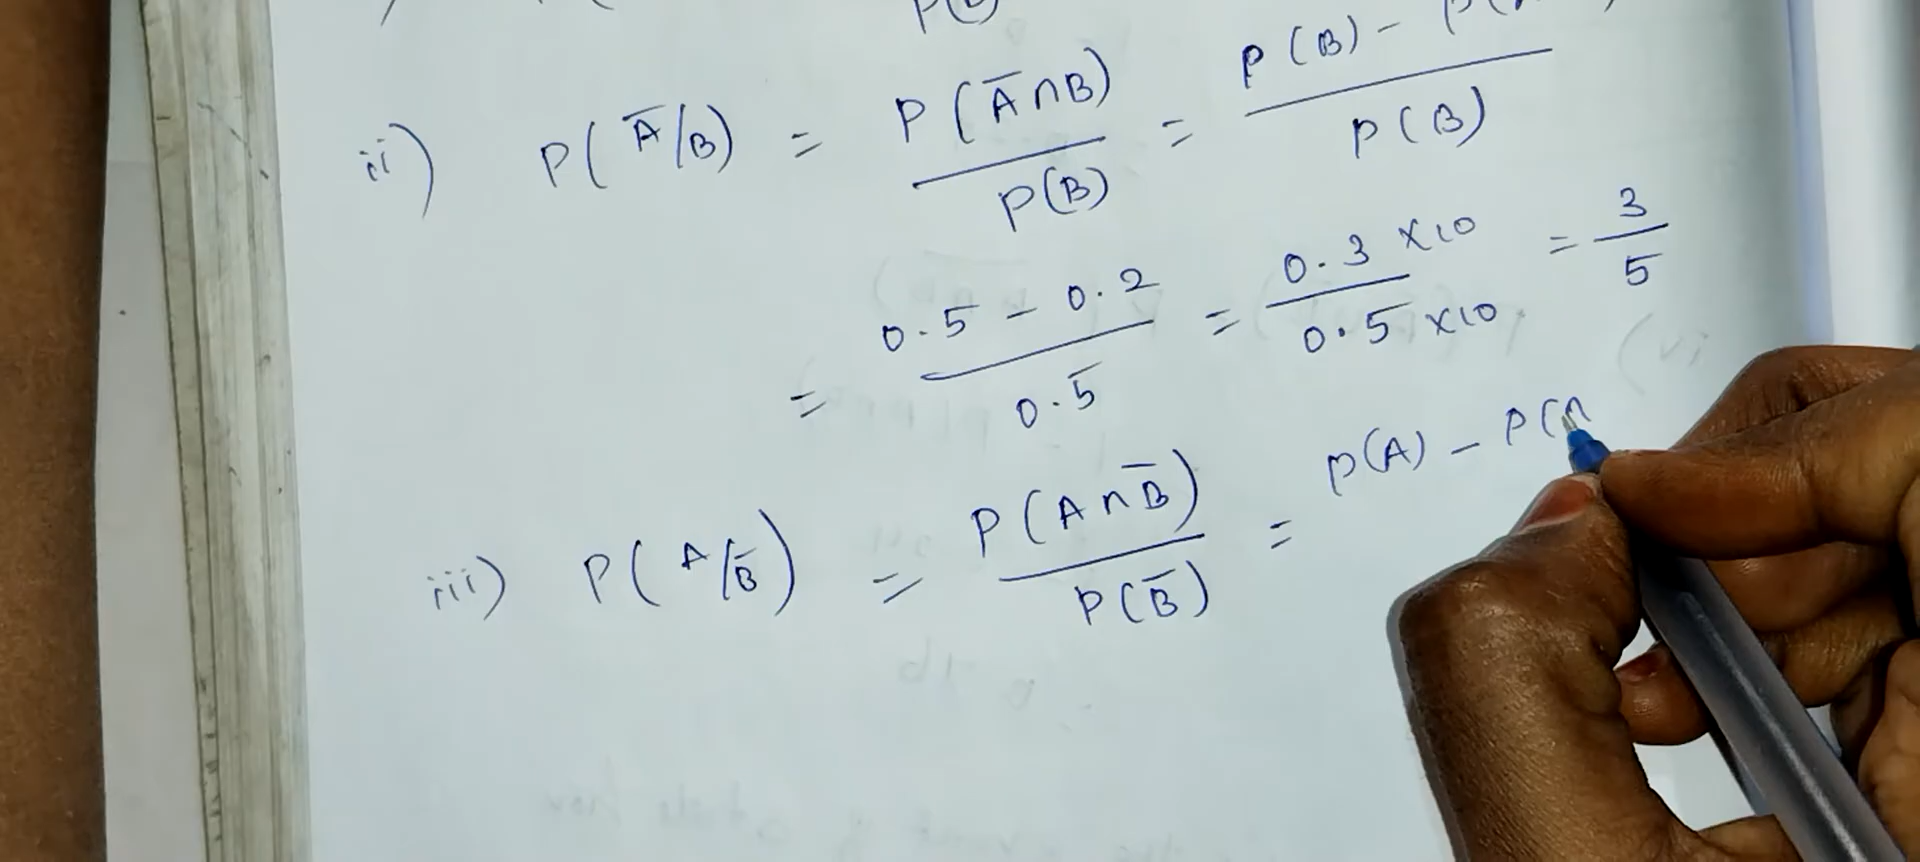 P(B)
ii) P(A̅/B) = P(A̅∩B)/P(B) = P(B) - P(/P(B)
= 0.5 - 0.2/0.5 = 0.3 ×10/0.5 ×10 = 3/5
iii) P(A/B̅) = P(A∩B̅)/P(B̅) = P(A) - P(